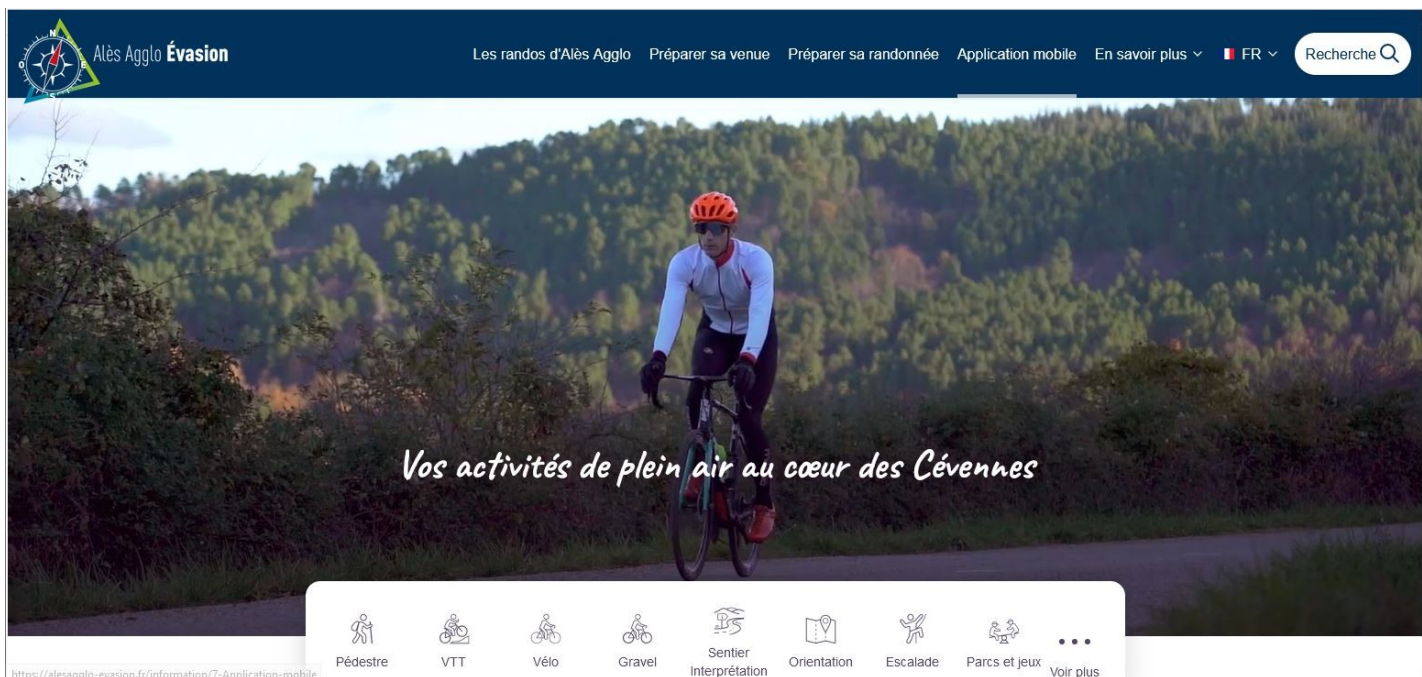 N
O
E
S
Alès Agglo Évasion
Les randos d'Alès Agglo
Préparer sa venue
Préparer sa randonnée
Application mobile
En savoir plus
FR
Recherche
Vos activités de plein air au cœur des Cévennes
Pédestre
VTT
Vélo
Gravel
Sentier
Interprétation
Orientation
Escalade
Parcs et jeux
Voir plus
https://alesagglo-evasion.fr/information/7-Application-mobile